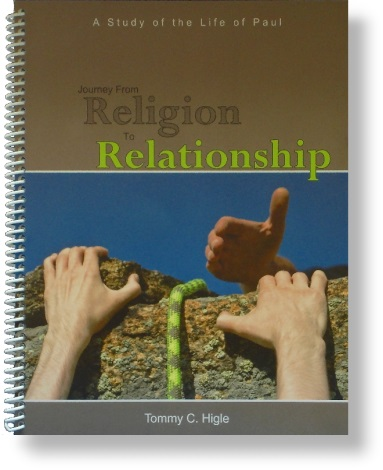 A Study of the Life of Paul
Journey From
Religion
To
Relationship
Tommy C. Higle